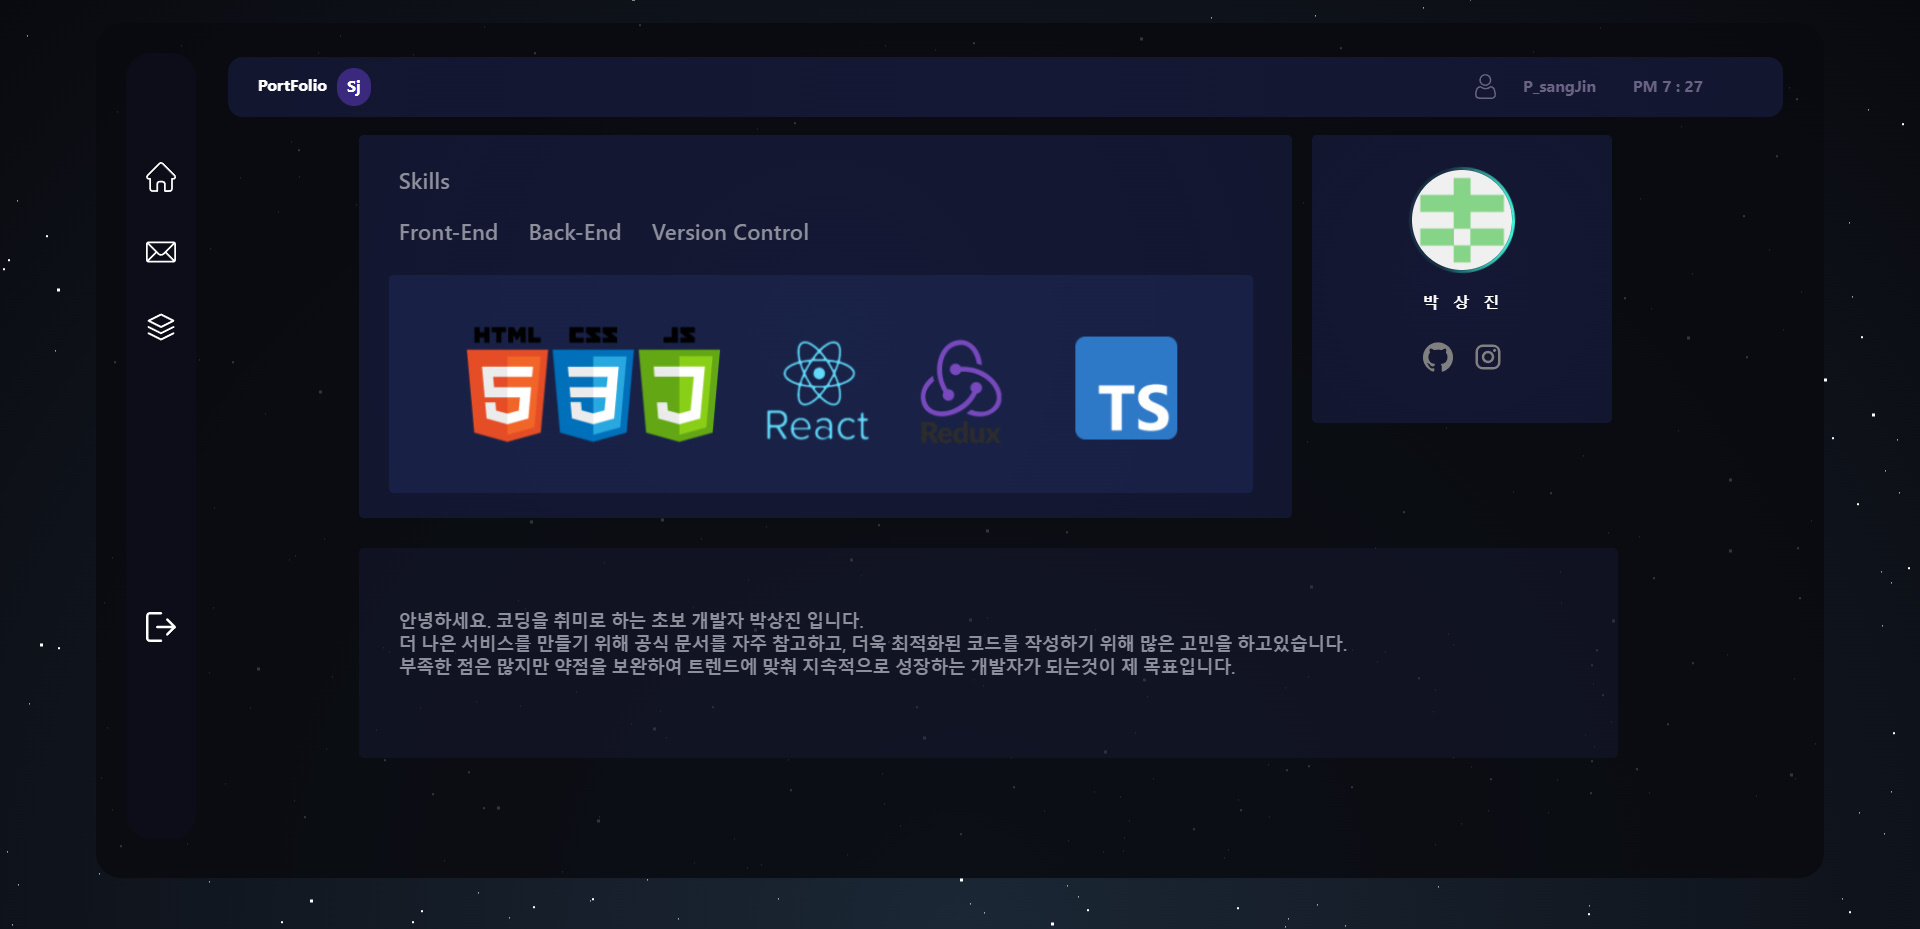 PortFolio Sj
P_sangJin PM 7 : 27
Skills
Front-End Back-End Version Control
HTML CSS JS
React
Redux
TS
박 상 진
안녕하세요. 코딩을 취미로 하는 초보 개발자 박상진 입니다.
더 나은 서비스를 만들기 위해 공식 문서를 자주 참고하고, 더욱 최적화된 코드를 작성하기 위해 많은 고민을 하고있습니다.
부족한 점은 많지만 약점을 보완하여 트렌드에 맞춰 지속적으로 성장하는 개발자가 되는것이 제 목표입니다.